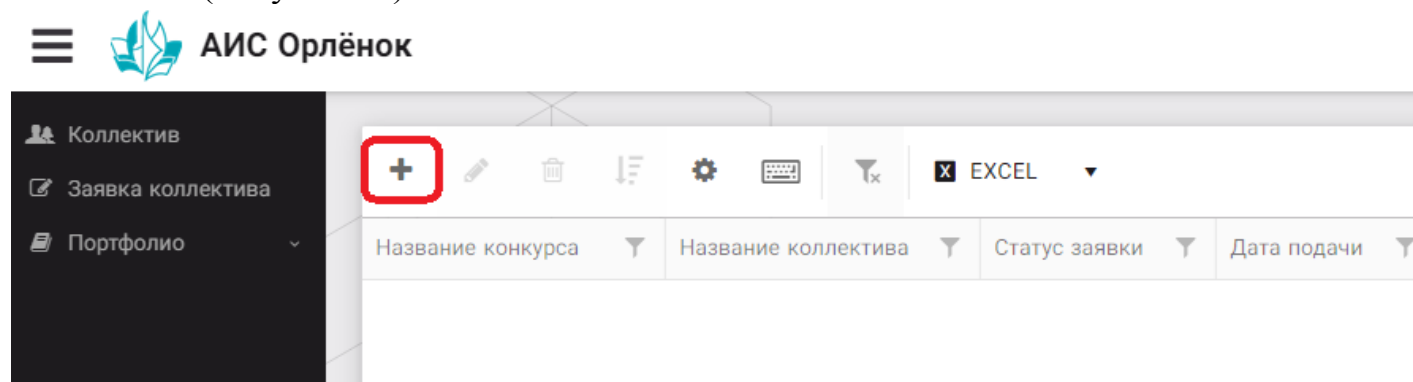 АИС Орлёнок
Коллектив
Заявка коллектива
Портфолио
X EXCEL
Название конкурса Название коллектива Статус заявки Дата подачи